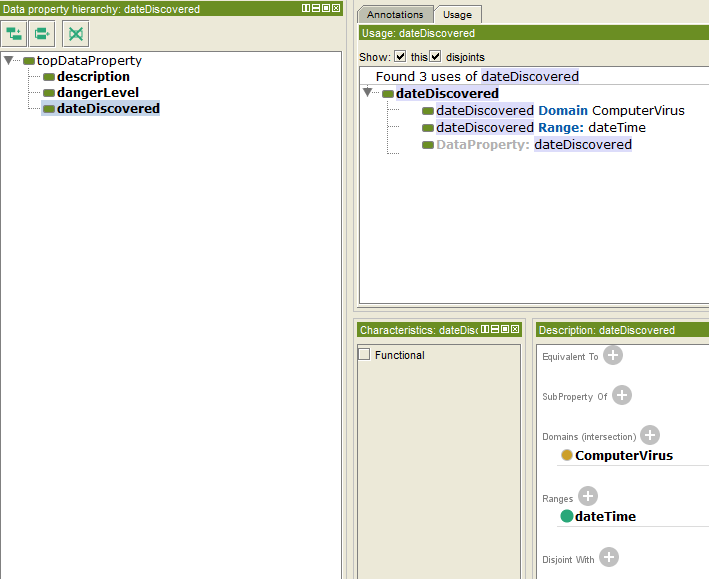 Data property hierarchy: dateDiscovered
topDataProperty
description
dangerLevel
dateDiscovered
Annotations Usage
Usage: dateDiscovered
Show: this disjoints
Found 3 uses of dateDiscovered
dateDiscovered
dateDiscovered Domain ComputerVirus
dateDiscovered Range: dateTime
DataProperty: dateDiscovered
Characteristics: dateDisc
Functional
Description: dateDiscovered
Equivalent To
SubProperty Of
Domains (intersection)
ComputerVirus
Ranges
dateTime
Disjoint With